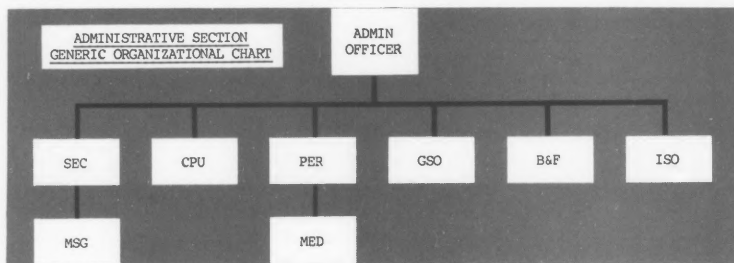 ADMINISTRATIVE SECTION
GENERIC ORGANIZATIONAL CHART
ADMIN
OFFICER
SEC
CPU
PER
GSO
B&F
ISO
MSG
MED